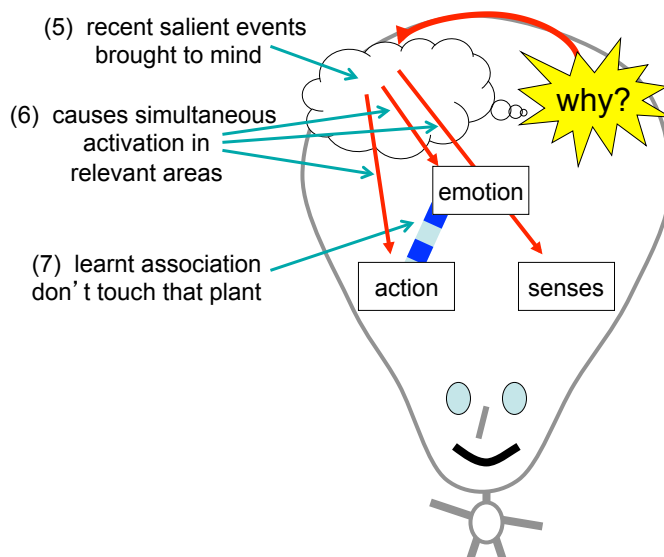 (5) recent salient events
brought to mind
why?
(6) causes simultaneous
activation in
relevant areas
emotion
(7) learnt association
don't touch that plant
action
senses